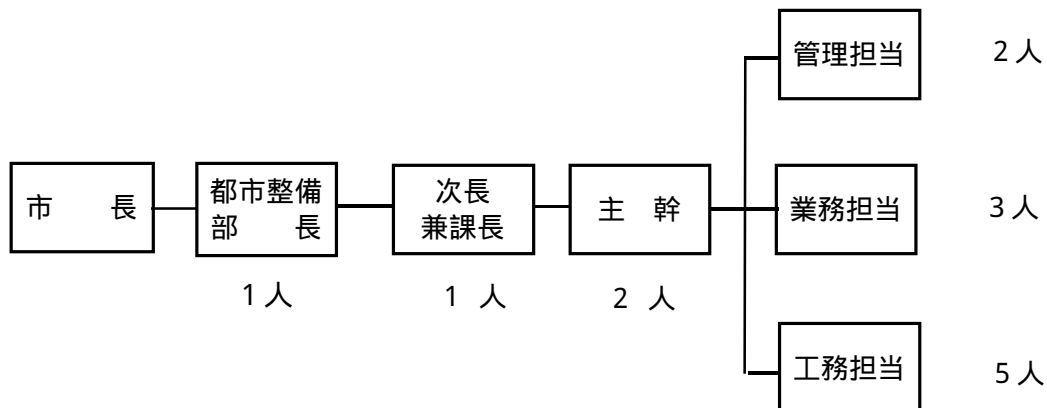 管理担当
2人
市　　長
都市整備
部　　長
1人
次長
兼課長
1 人
主　幹
2 人
業務担当
3人
工務担当
5人